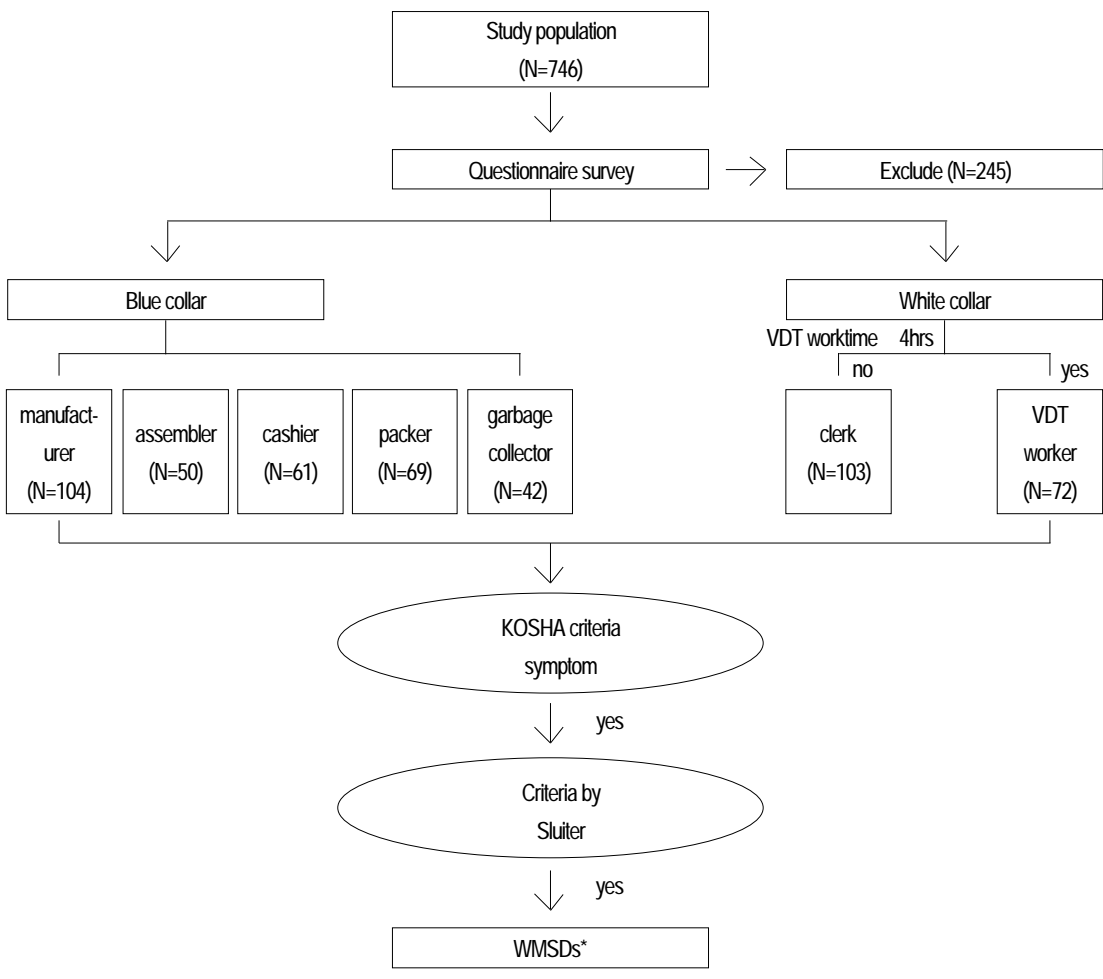 Study population
(N=746)
Questionnaire survey
Exclude (N=245)
Blue collar
White collar
VDT worktime 4hrs
no
yes
manufact-
urer
(N=104)
assembler
(N=50)
cashier
(N=61)
packer
(N=69)
garbage
collector
(N=42)
clerk
(N=103)
VDT
worker
(N=72)
KOSHA criteria
symptom
yes
Criteria by
Sluiter
yes
WMSDs*